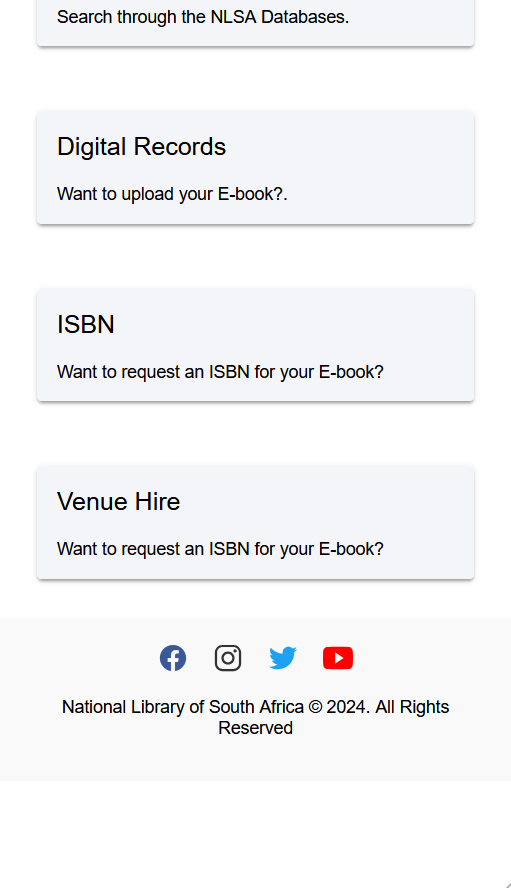 Search through the NLSA Databases.
Digital Records
Want to upload your E-book?.
ISBN
Want to request an ISBN for your E-book?
Venue Hire
Want to request an ISBN for your E-book?
National Library of South Africa © 2024. All Rights
Reserved